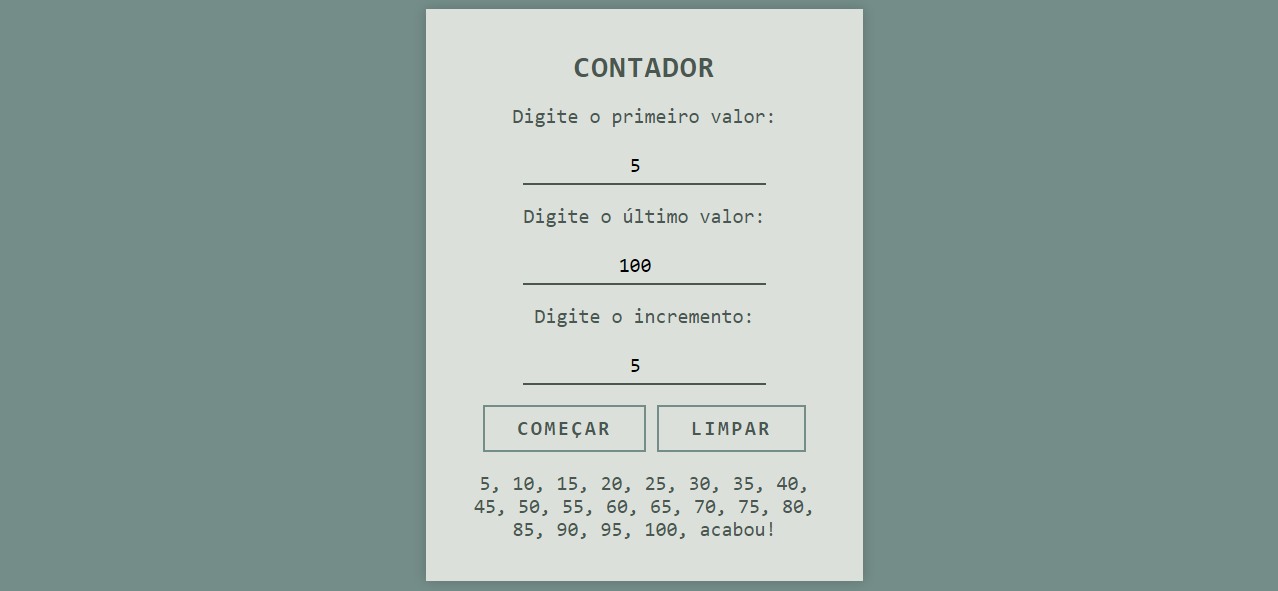 CONTADOR
Digite o primeiro valor:
5
Digite o último valor:
100
Digite o incremento:
5
COMEÇAR LIMPAR
5, 10, 15, 20, 25, 30, 35, 40,
45, 50, 55, 60, 65, 70, 75, 80,
85, 90, 95, 100, acabou!